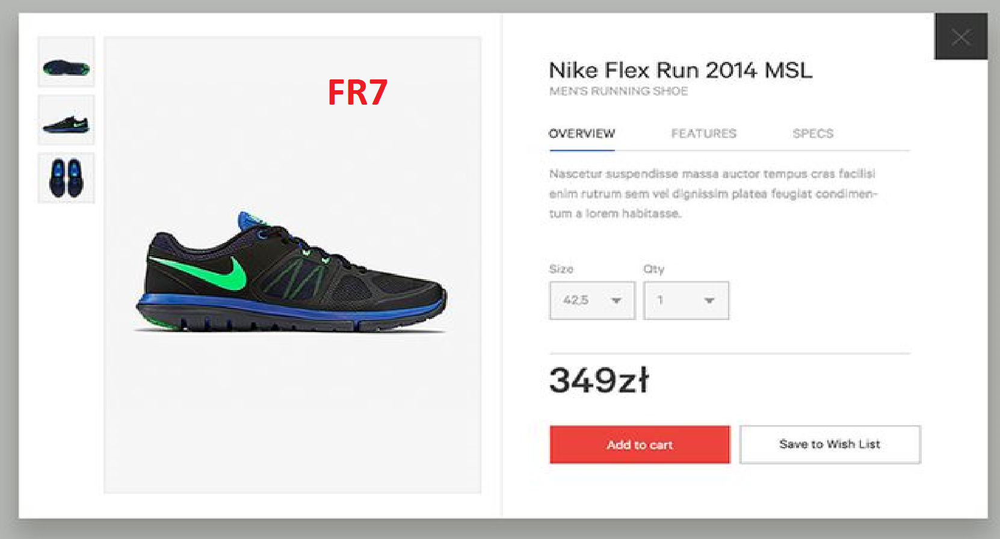 FR7
Nike Flex Run 2014 MSL
MEN'S RUNNING SHOE
OVERVIEW FEATURES SPECS
Nascetur suspendisse massa auctor tempus cras facilisi
enim rutrum sem vel dignissim platea feugiat condimen-
tum a lorem habitasse.
Size Qty
42,5 1
349zł
Add to cart Save to Wish List